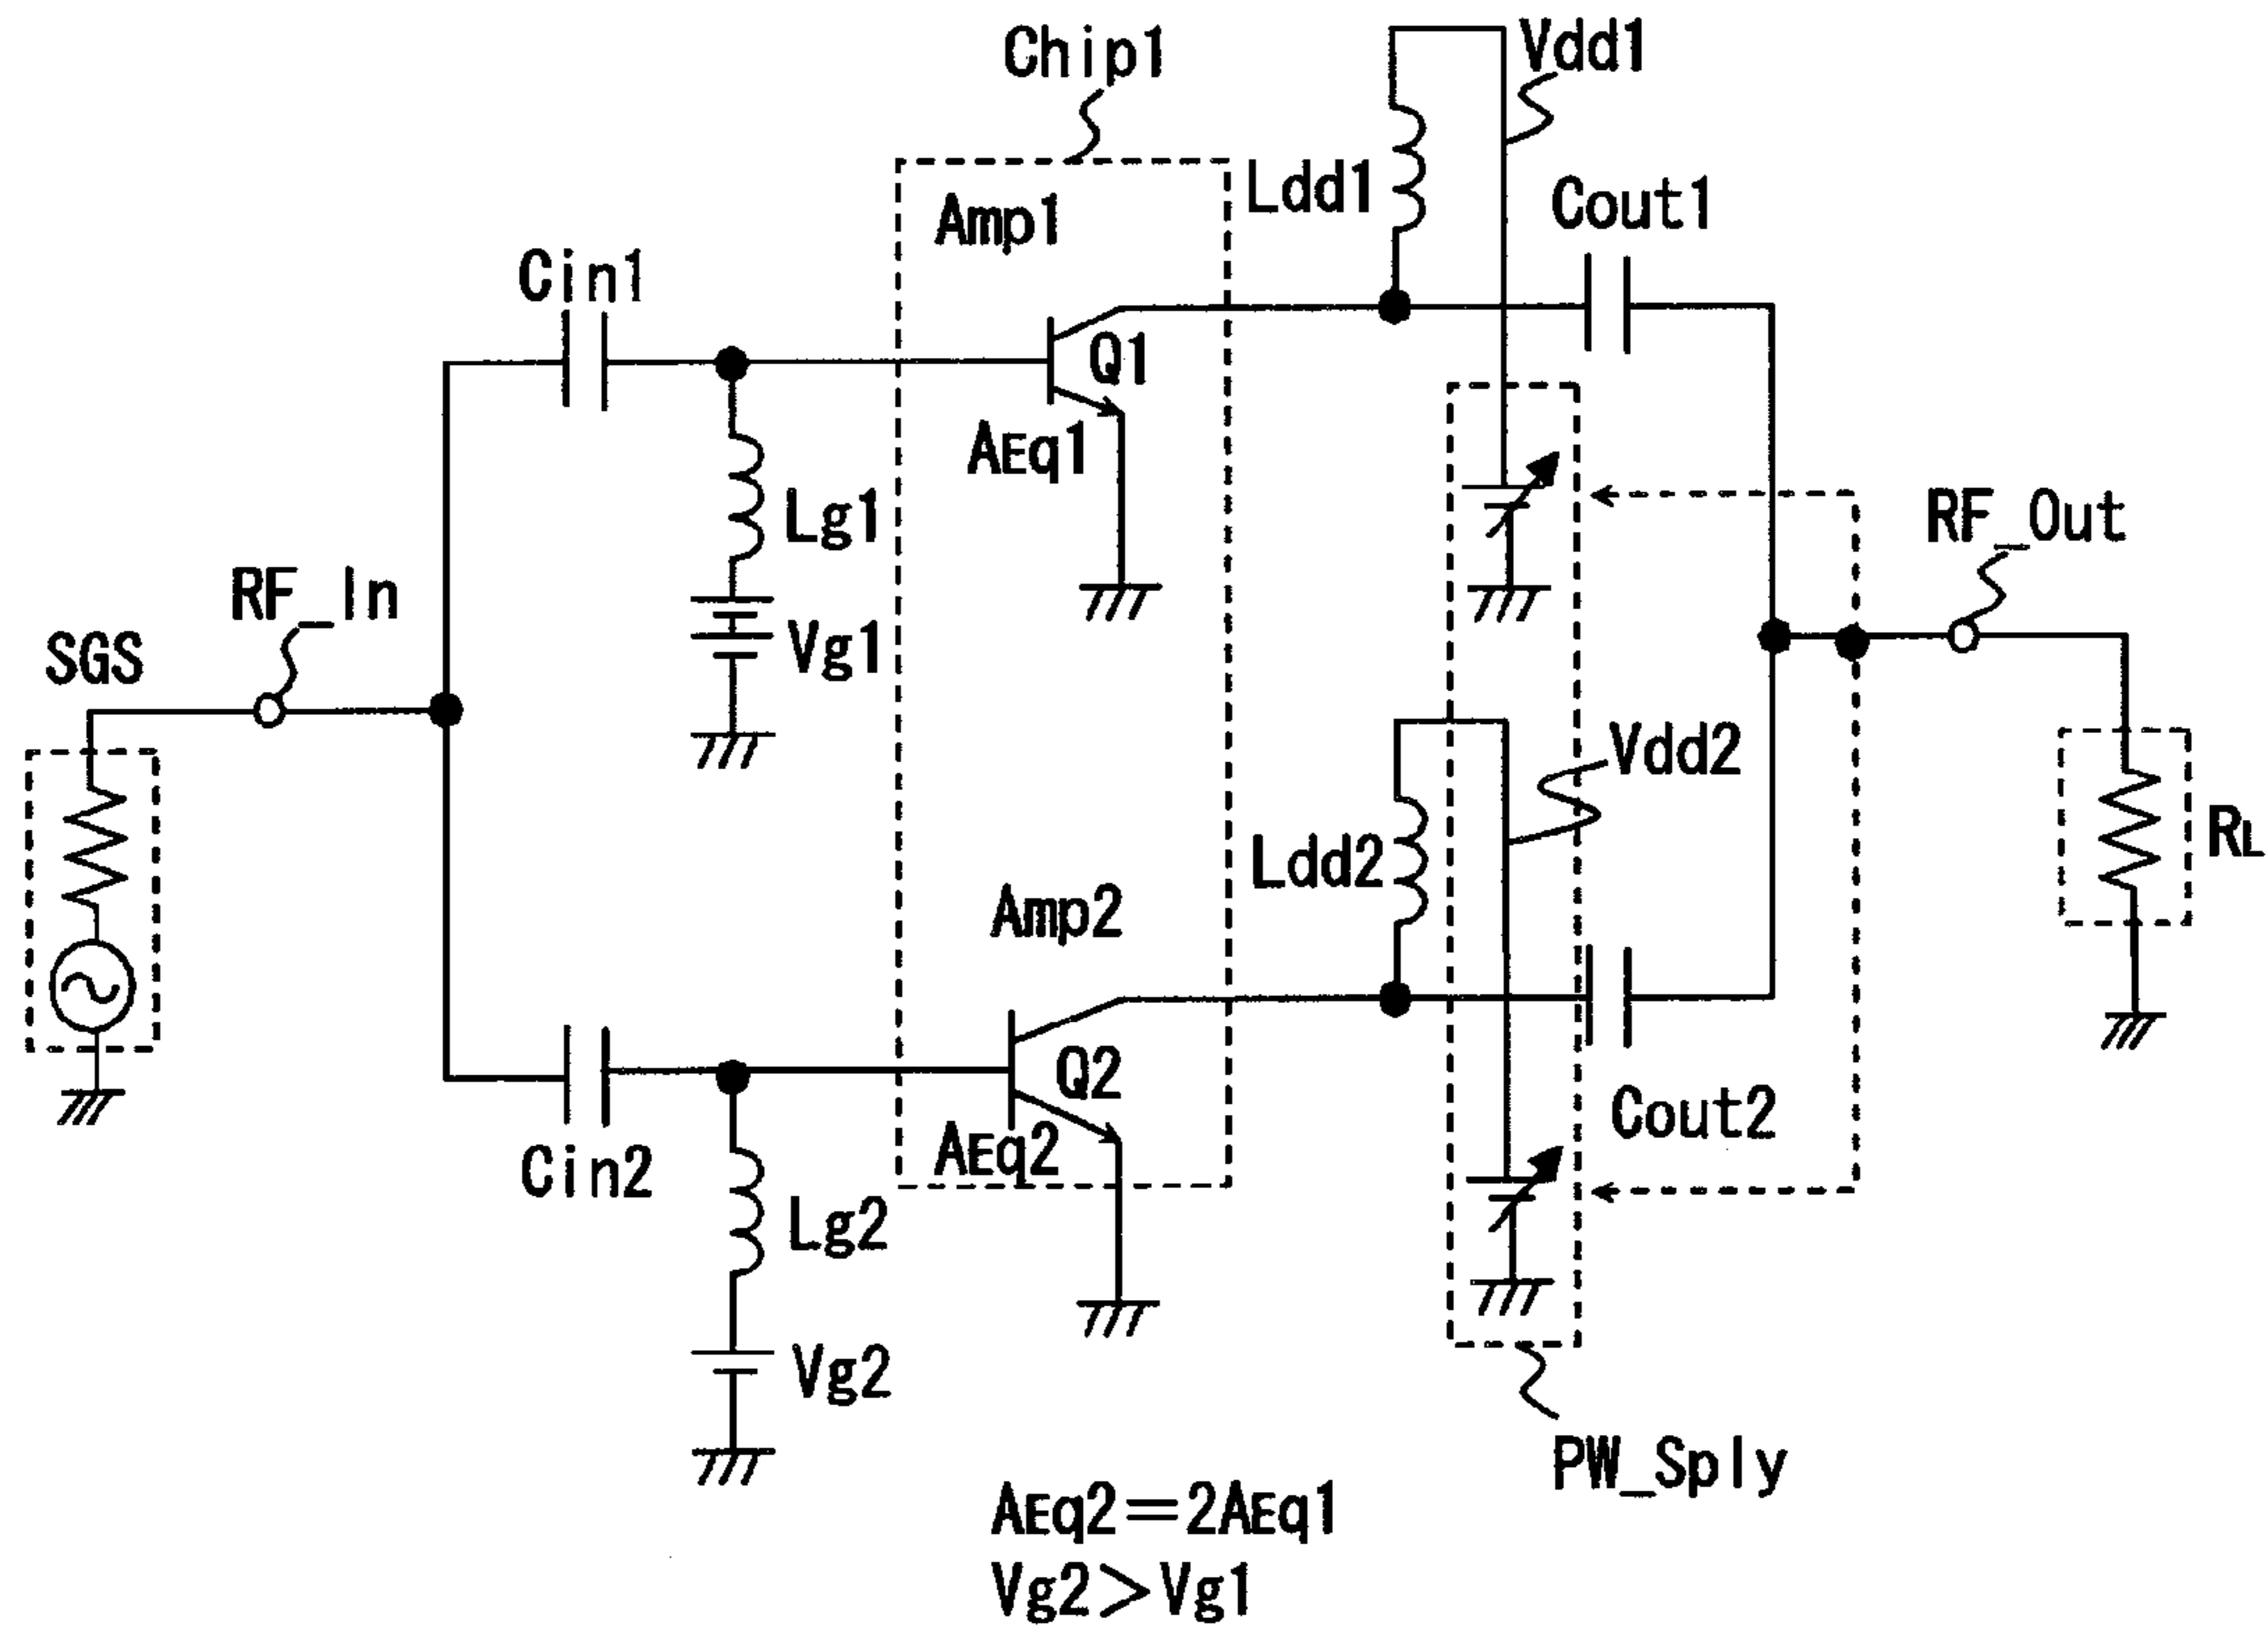 Chip1
Vdd1
Amp1
Ldd1
Cout1
Cin1
Q1
AEq1
Lg1
RF_Out
RF_In
Vg1
SGS
Vdd2
RL
Ldd2
Amp2
Q2
Cout2
AEq2
Cin2
Lg2
Vg2
PW_Sply
AEq2=2AEq1
Vg2>Vg1